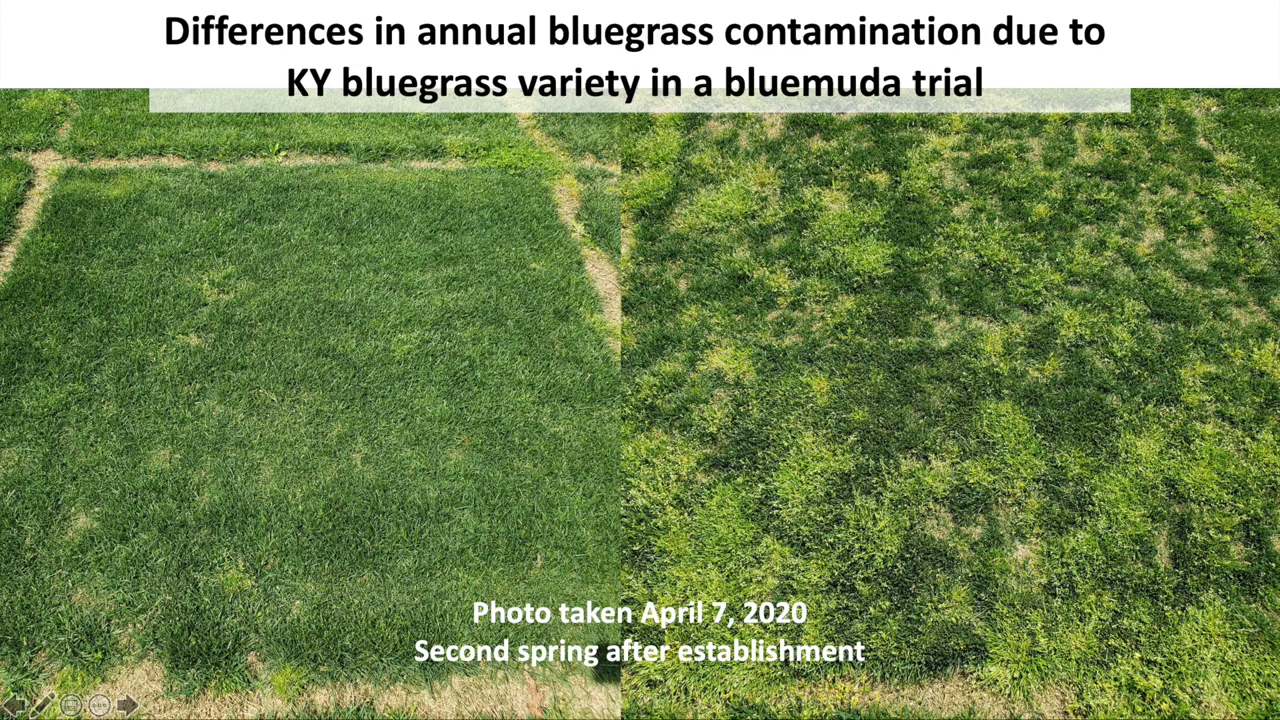 Differences in annual bluegrass contamination due to
KY bluegrass variety in a bluemuda trial
Photo taken April 7, 2020
Second spring after establishment